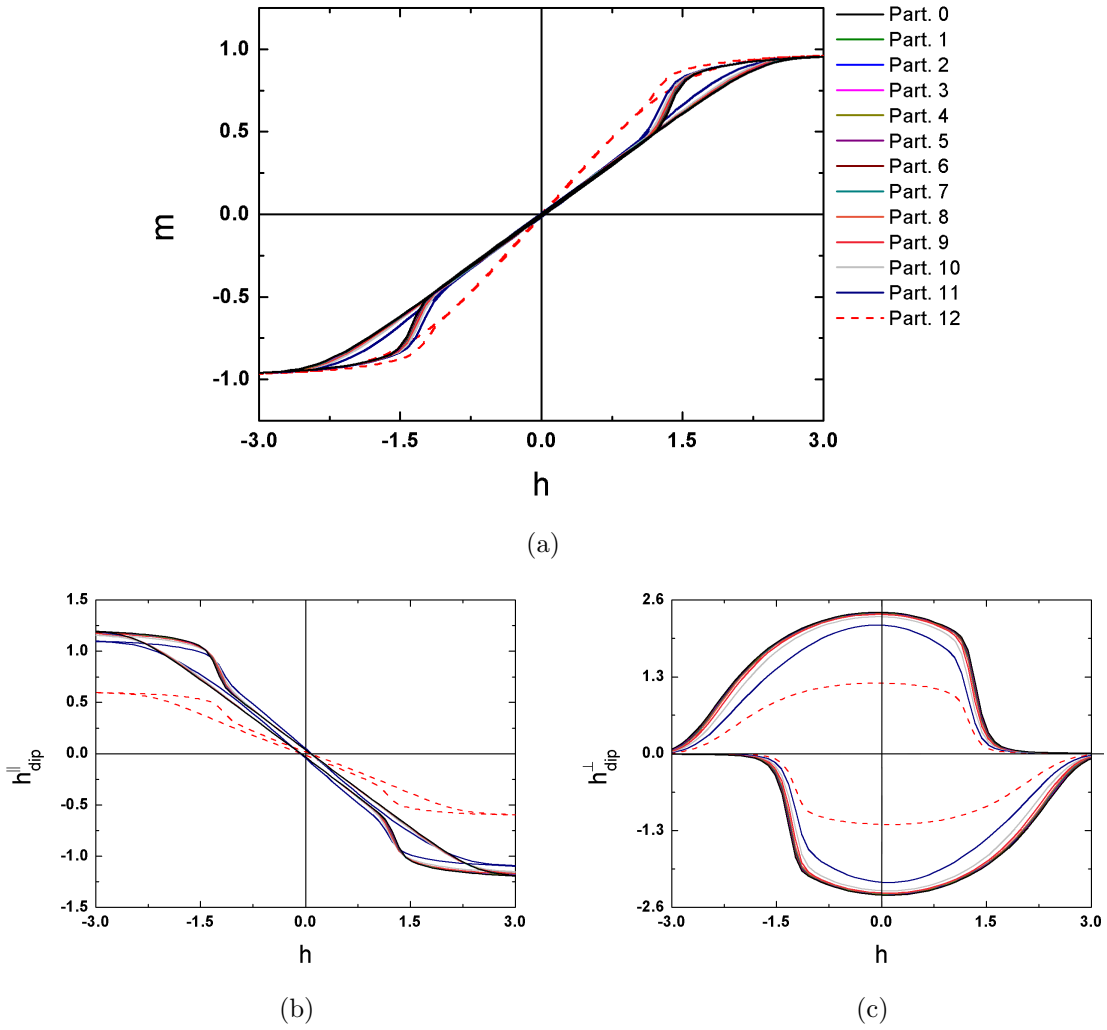 Part. 0
Part. 1
Part. 2
Part. 3
Part. 4
Part. 5
Part. 6
Part. 7
Part. 8
Part. 9
Part. 10
Part. 11
Part. 12
1.0
0.5
0.0
-0.5
-1.0
m
-3.0 -1.5 0.0 1.5 3.0
h
(a)
1.5
1.0
0.5
0.0
-0.5
-1.0
-1.5
h∥dip
-3.0 -1.5 0.0 1.5 3.0
h
(b)
2.6
1.3
0.0
-1.3
-2.6
h⊥dip
-3.0 -1.5 0.0 1.5 3.0
h
(c)